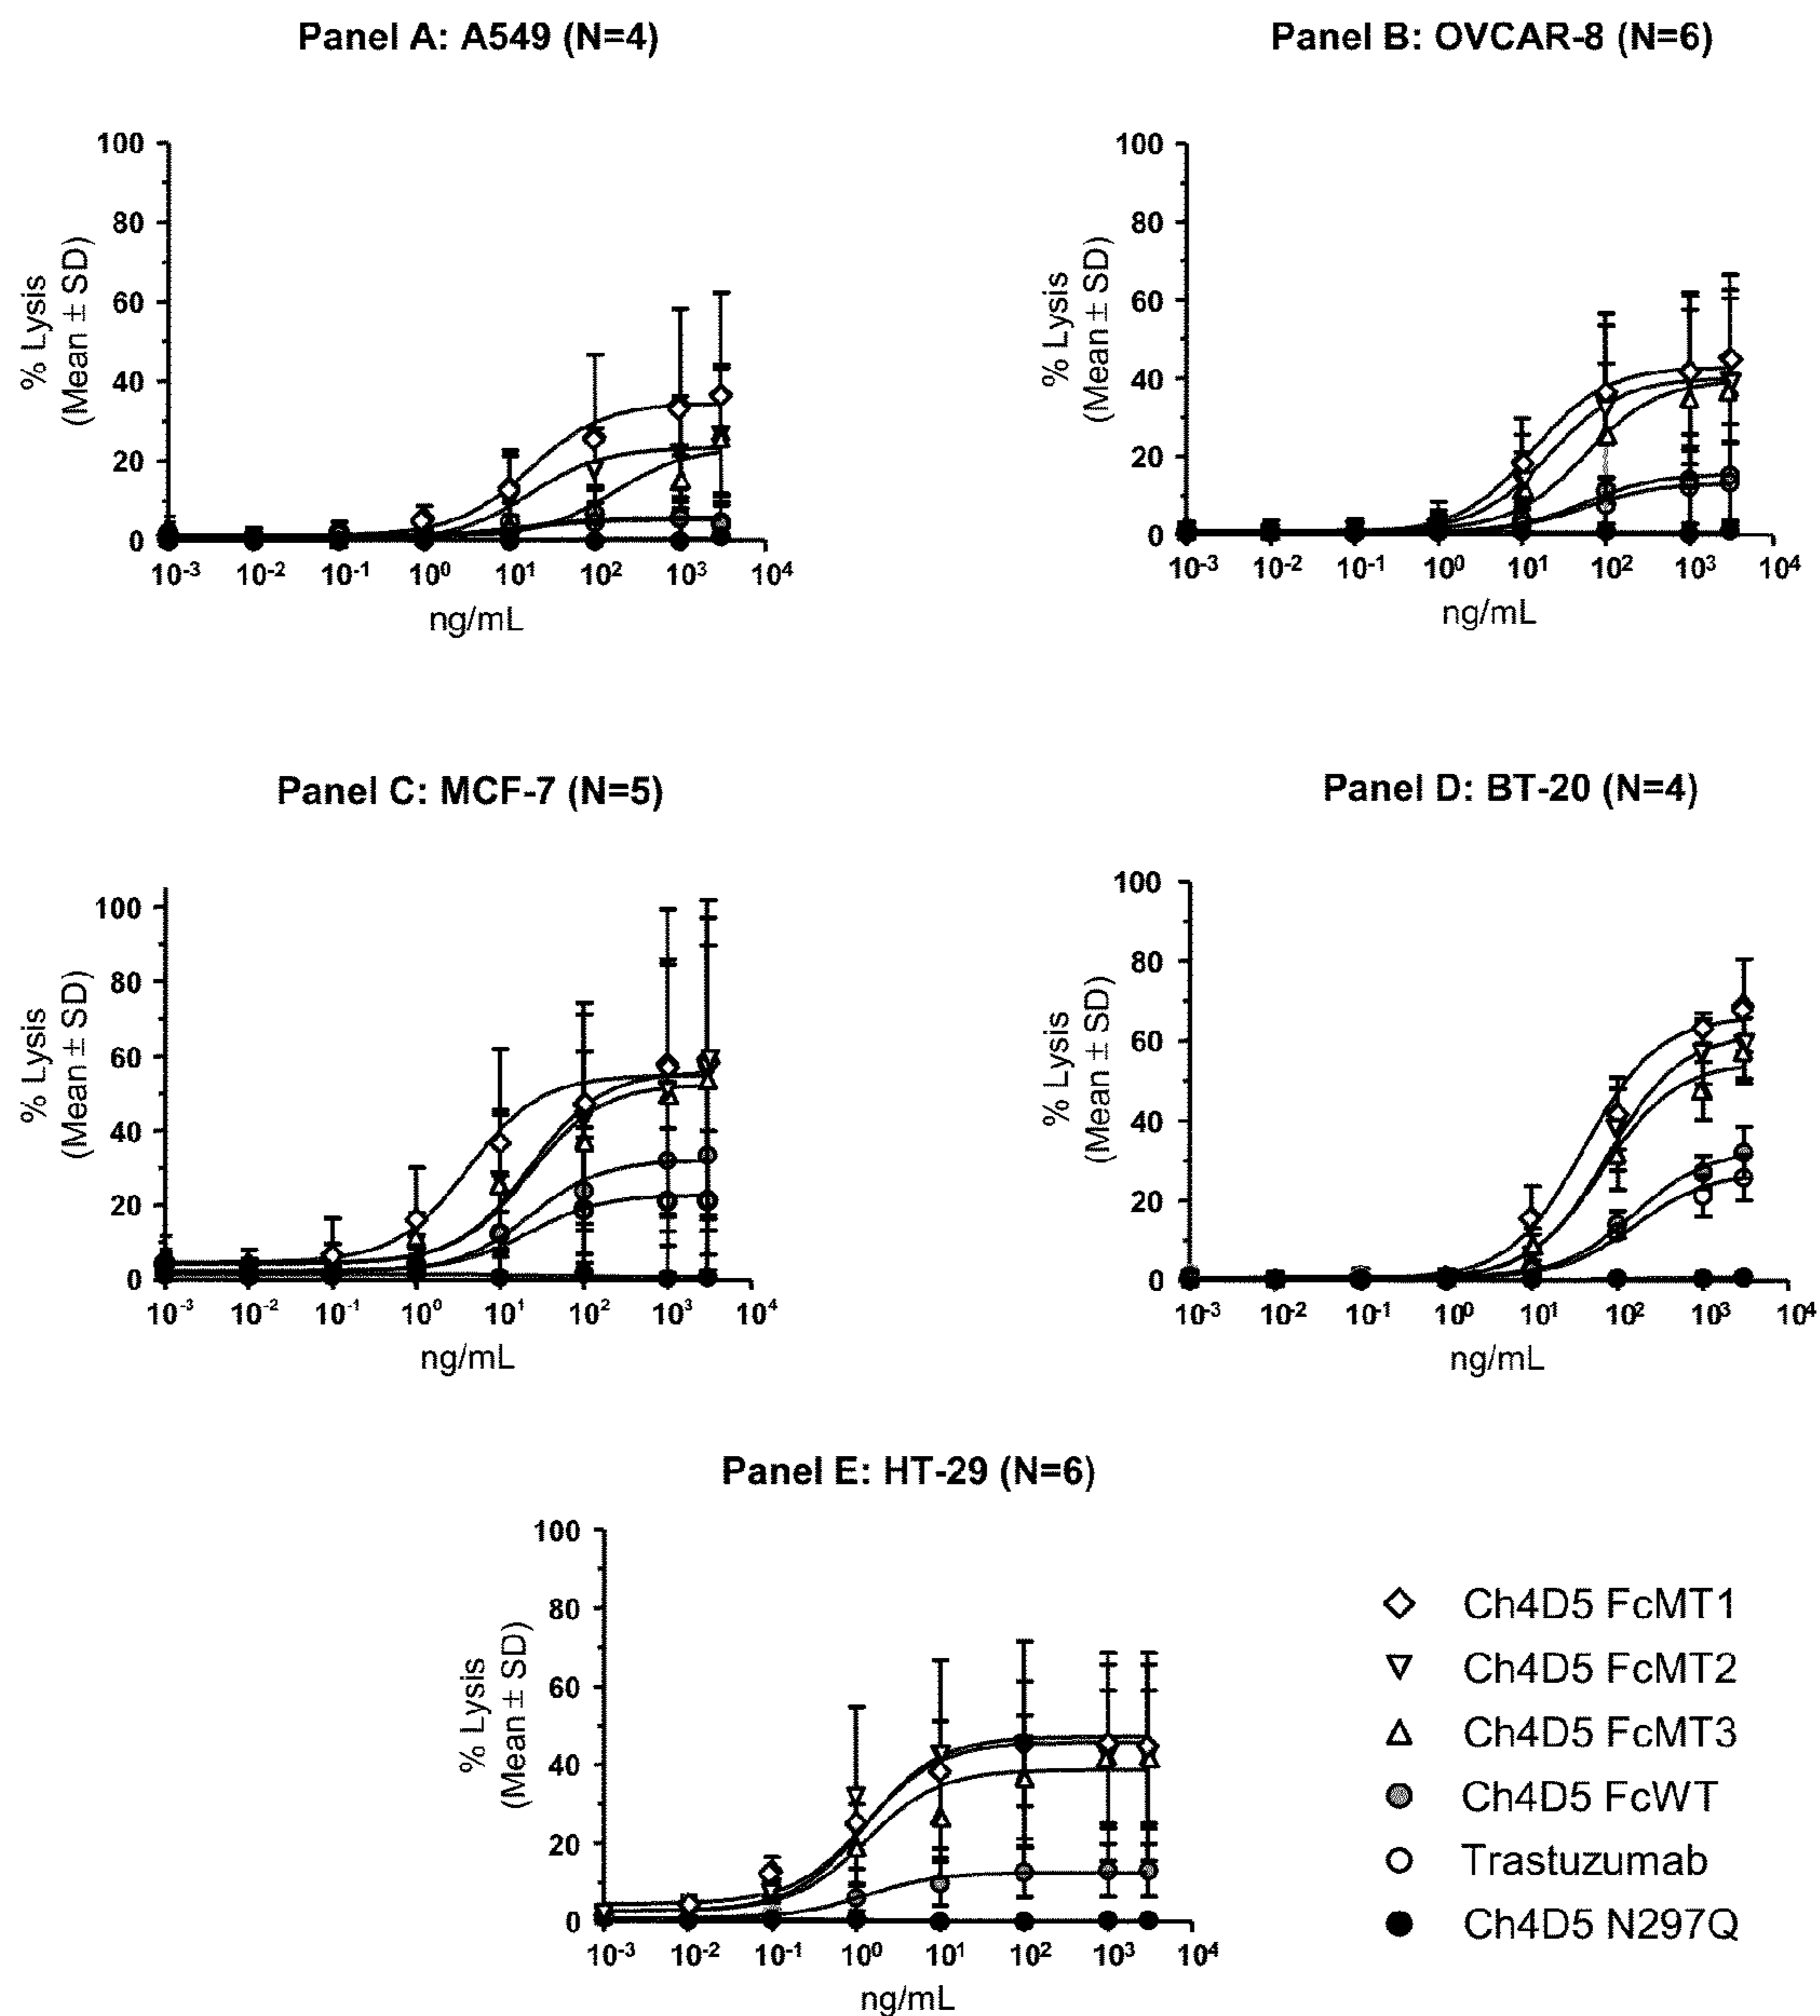 Panel A: A549 (N=4)
% Lysis
(Mean ± SD)
100
80
60
40
20
0
10-3 10-2 10-1 100 101 102 103 104
ng/mL
Panel B: OVCAR-8 (N=6)
% Lysis
(Mean ± SD)
100
80
60
40
20
0
10-3 10-2 10-1 100 101 102 103 104
ng/mL
Panel C: MCF-7 (N=5)
% Lysis
(Mean ± SD)
100
80
60
40
20
0
10-3 10-2 10-1 100 101 102 103 104
ng/mL
Panel D: BT-20 (N=4)
% Lysis
(Mean ± SD)
100
80
60
40
20
0
10-3 10-2 10-1 100 101 102 103 104
ng/mL
Panel E: HT-29 (N=6)
% Lysis
(Mean ± SD)
100
80
60
40
20
0
10-3 10-2 10-1 100 101 102 103 104
ng/mL
Ch4D5 FcMT1
Ch4D5 FcMT2
Ch4D5 FcMT3
Ch4D5 FcWT
Trastuzumab
Ch4D5 N297Q